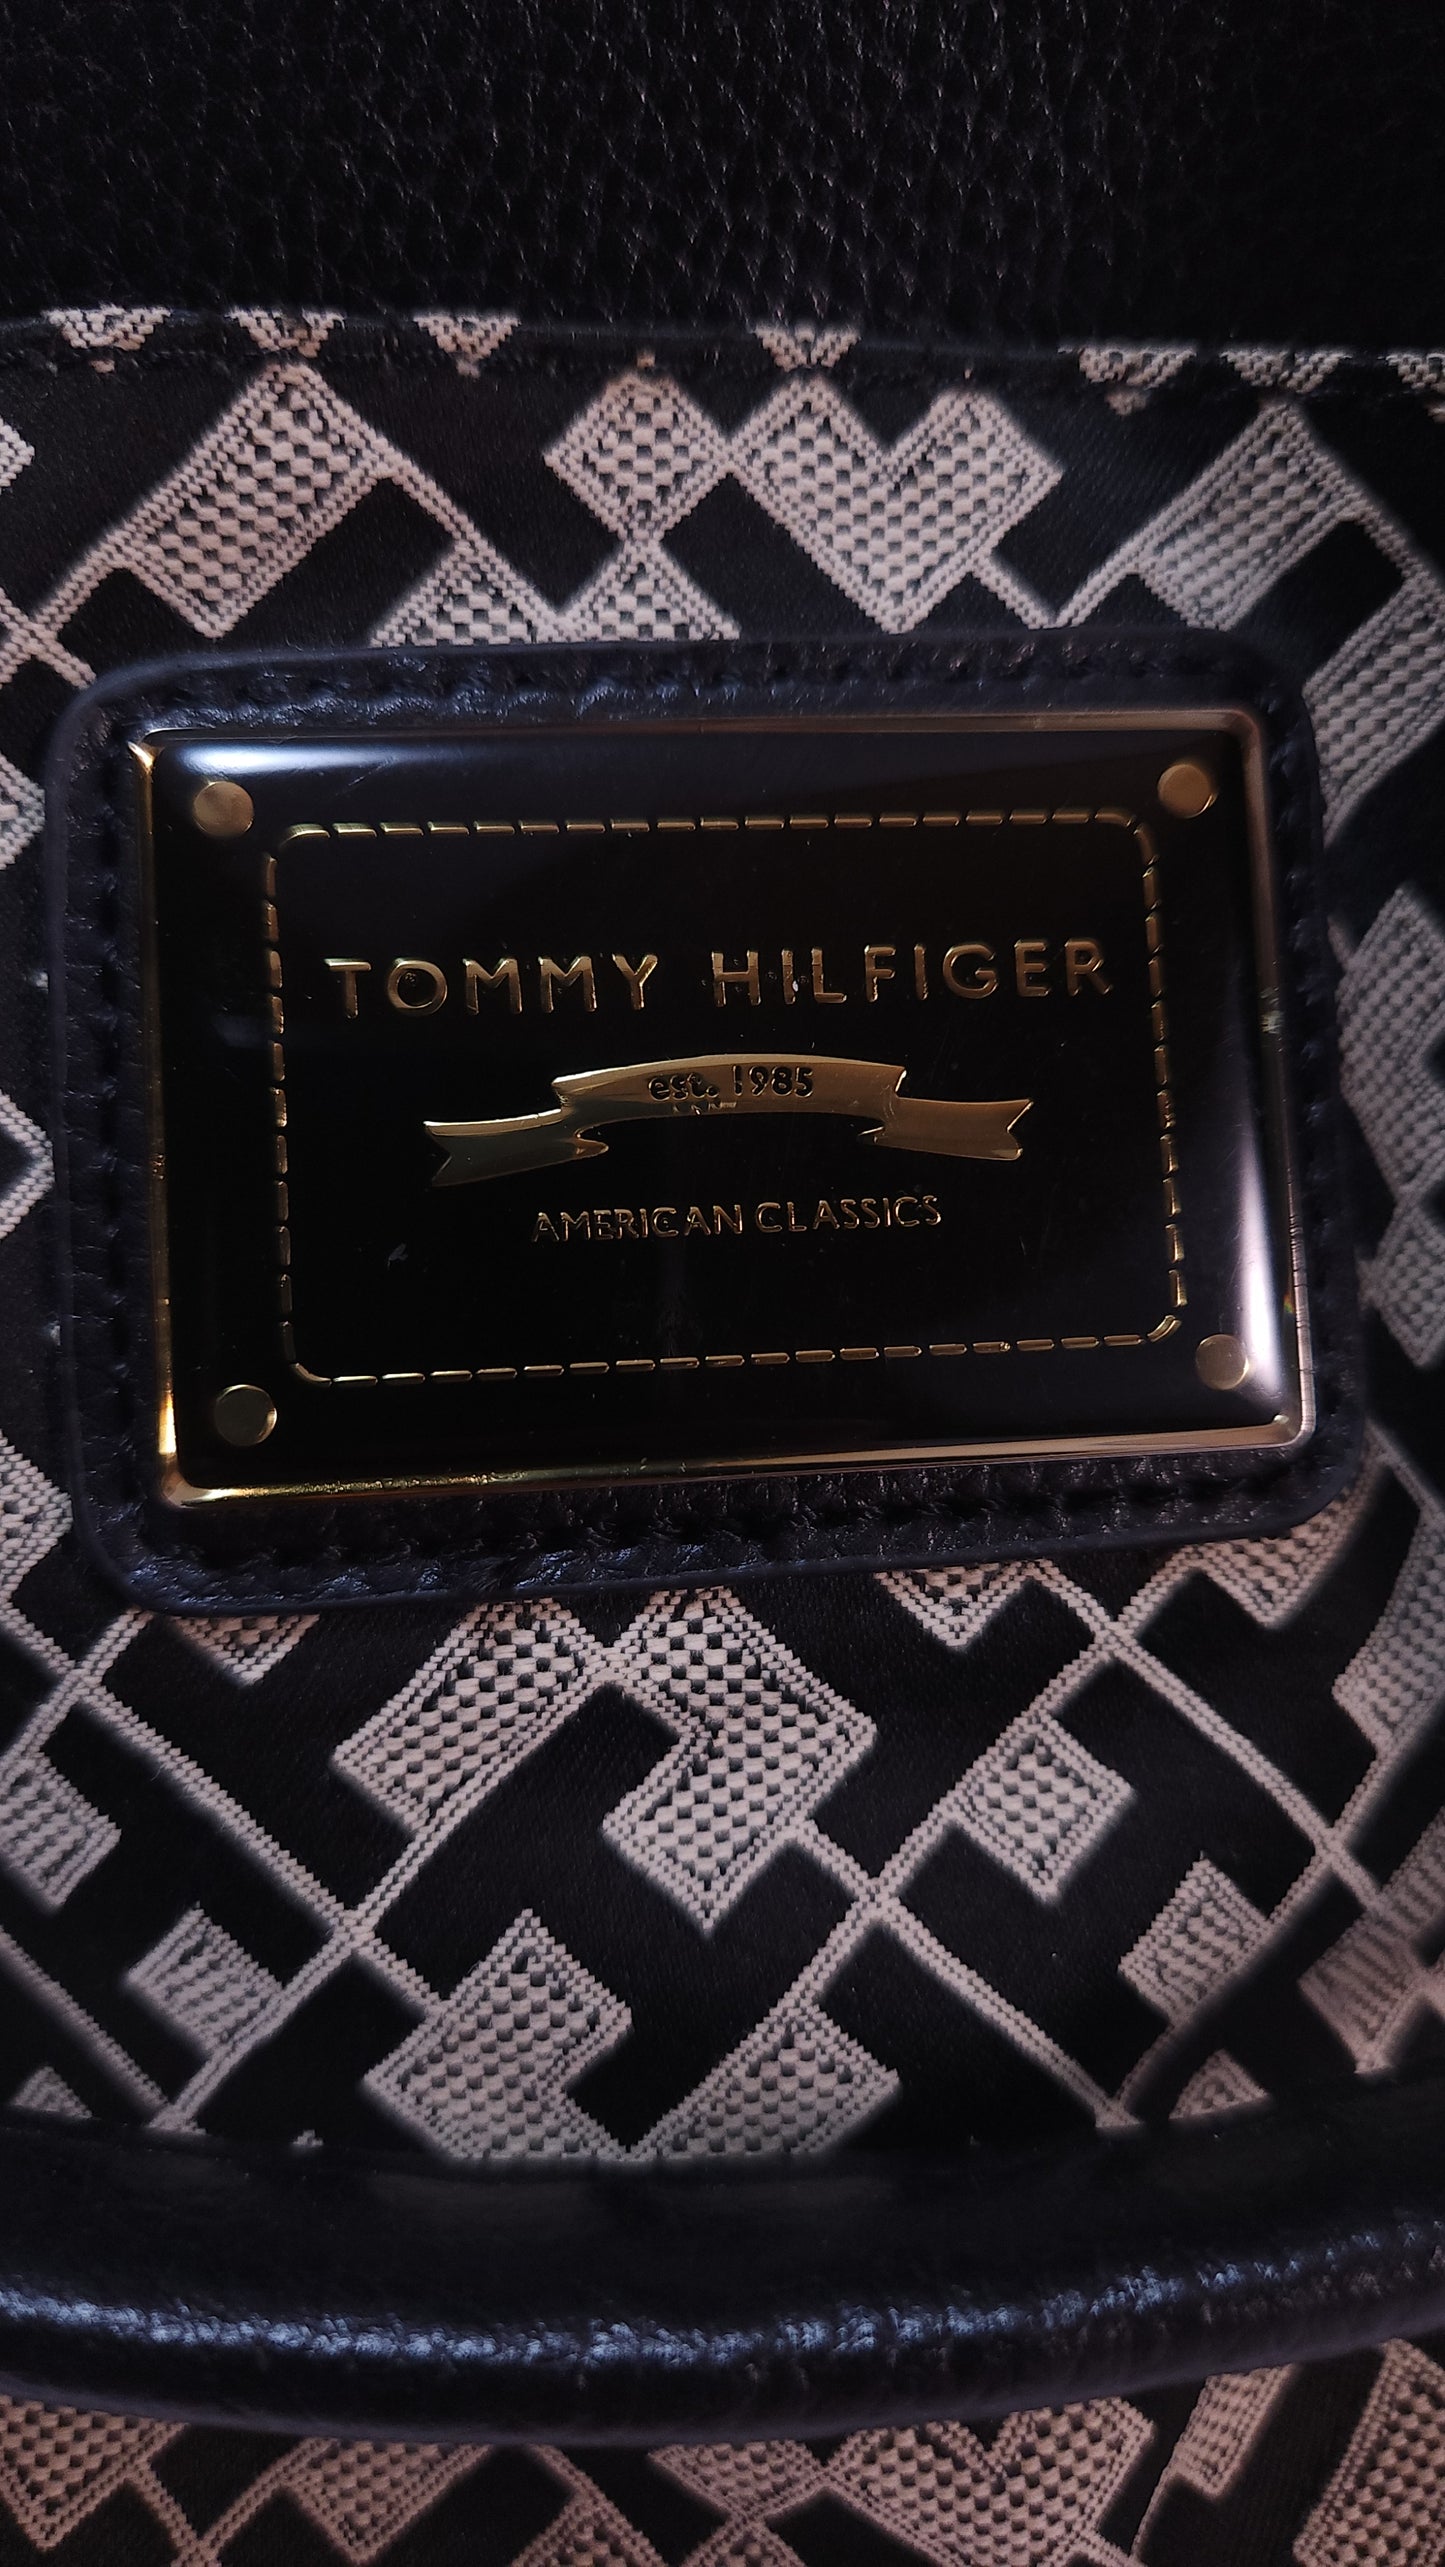 TOMMY HILFIGER
est. 1985
AMERICAN CLASSICS